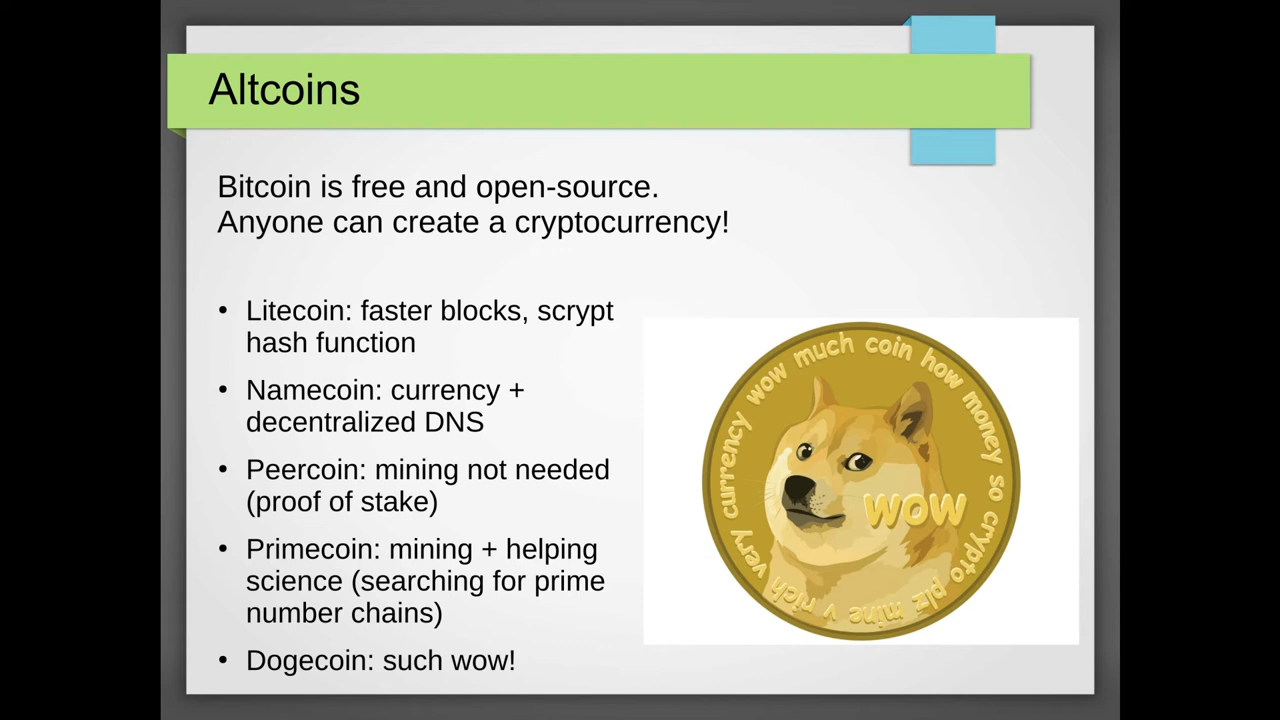 Altcoins
Bitcoin is free and open-source.
Anyone can create a cryptocurrency!
• Litecoin: faster blocks, scrypt
hash function
• Namecoin: currency +
decentralized DNS
• Peercoin: mining not needed
(proof of stake)
• Primecoin: mining + helping
science (searching for prime
number chains)
• Dogecoin: such wow!
very currency wow much coin how money so crypto plz mine v rich
wow